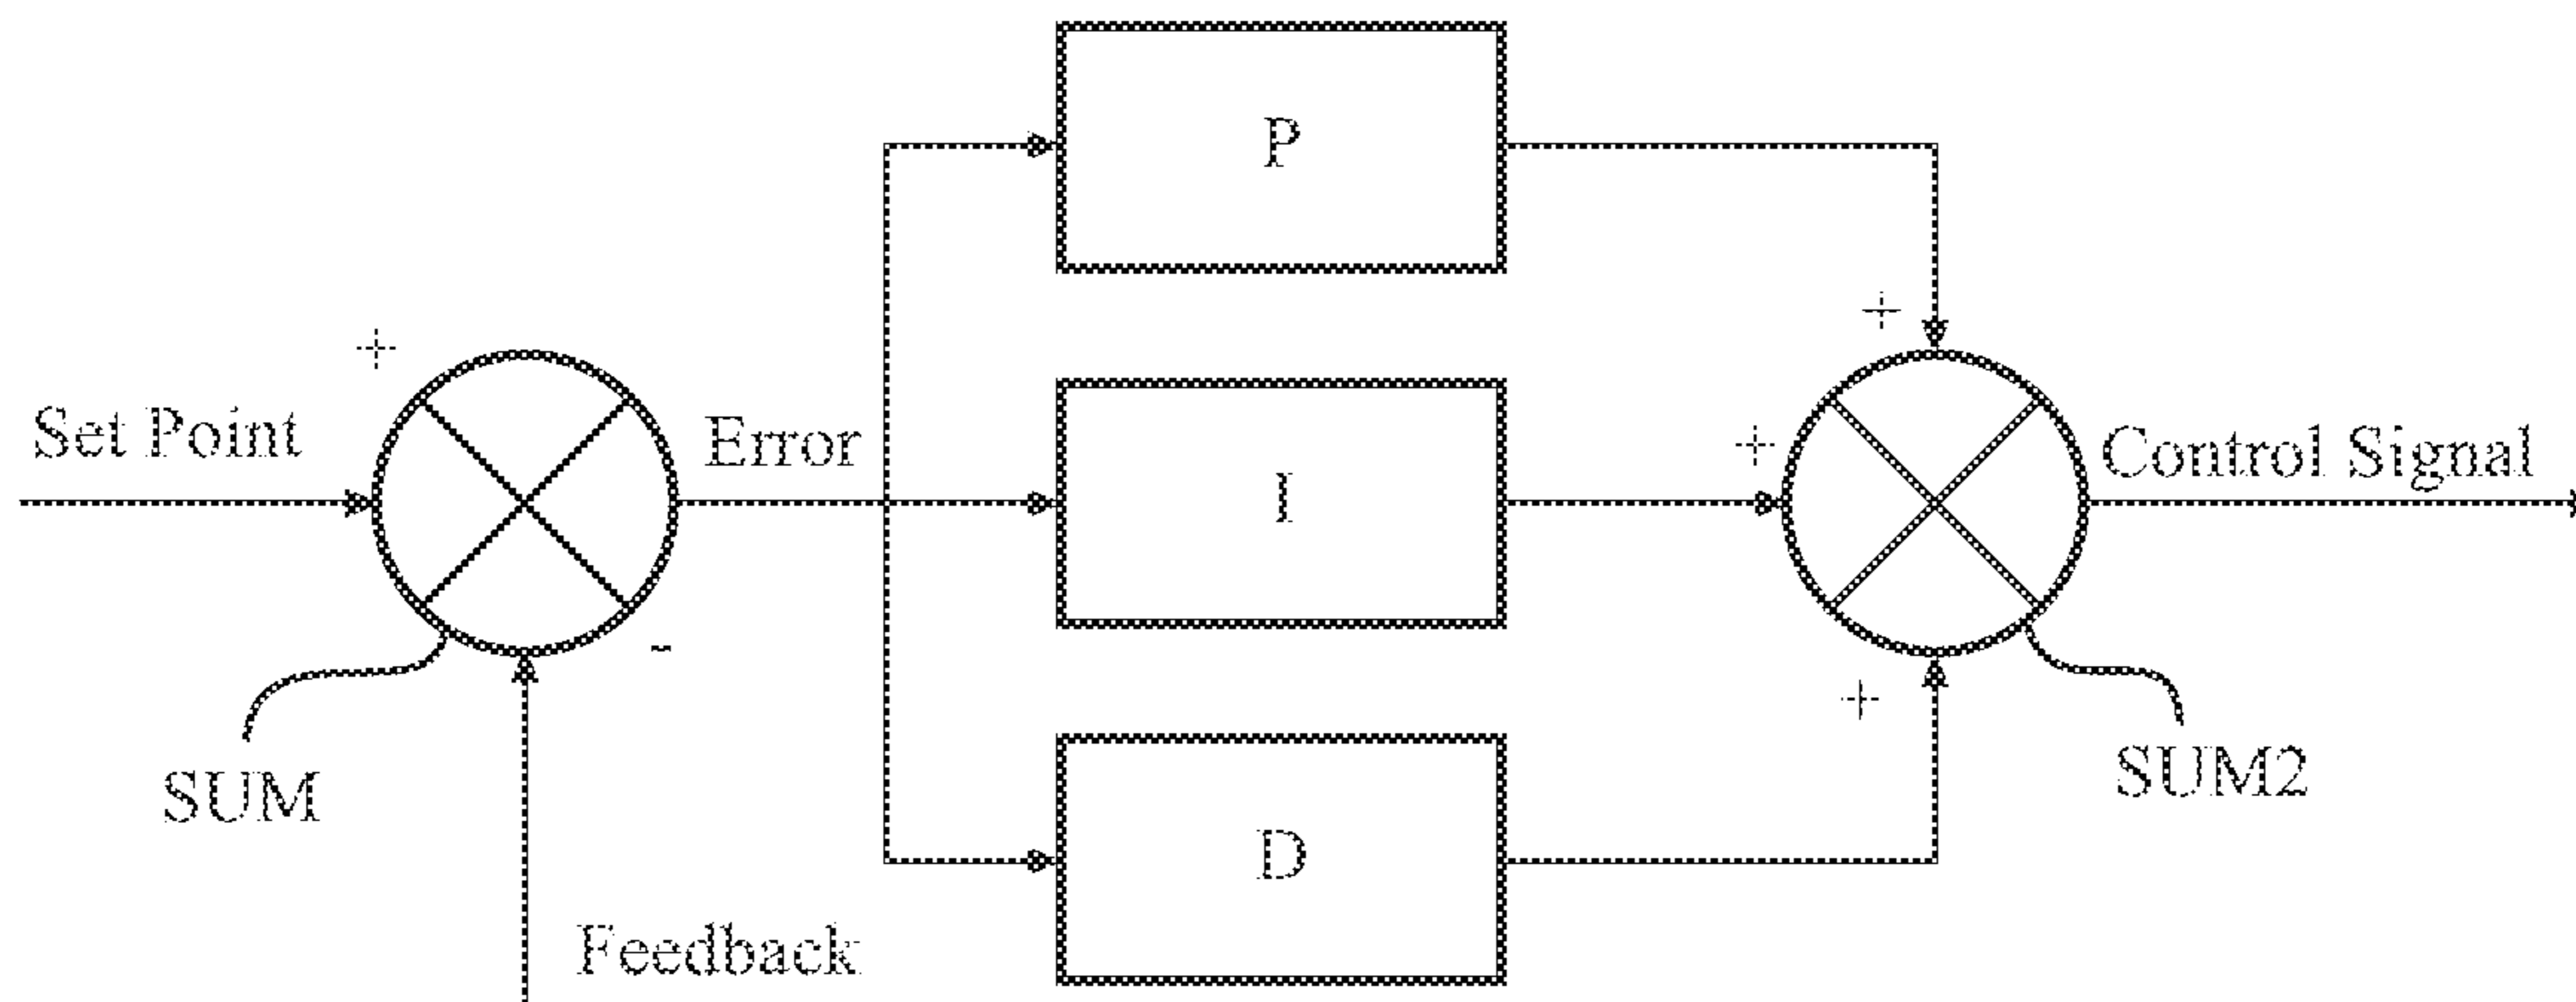 P
+
+
Set Point
Error
+
Control Signal
I
-
+
SUM
SUM2
D
Feedback